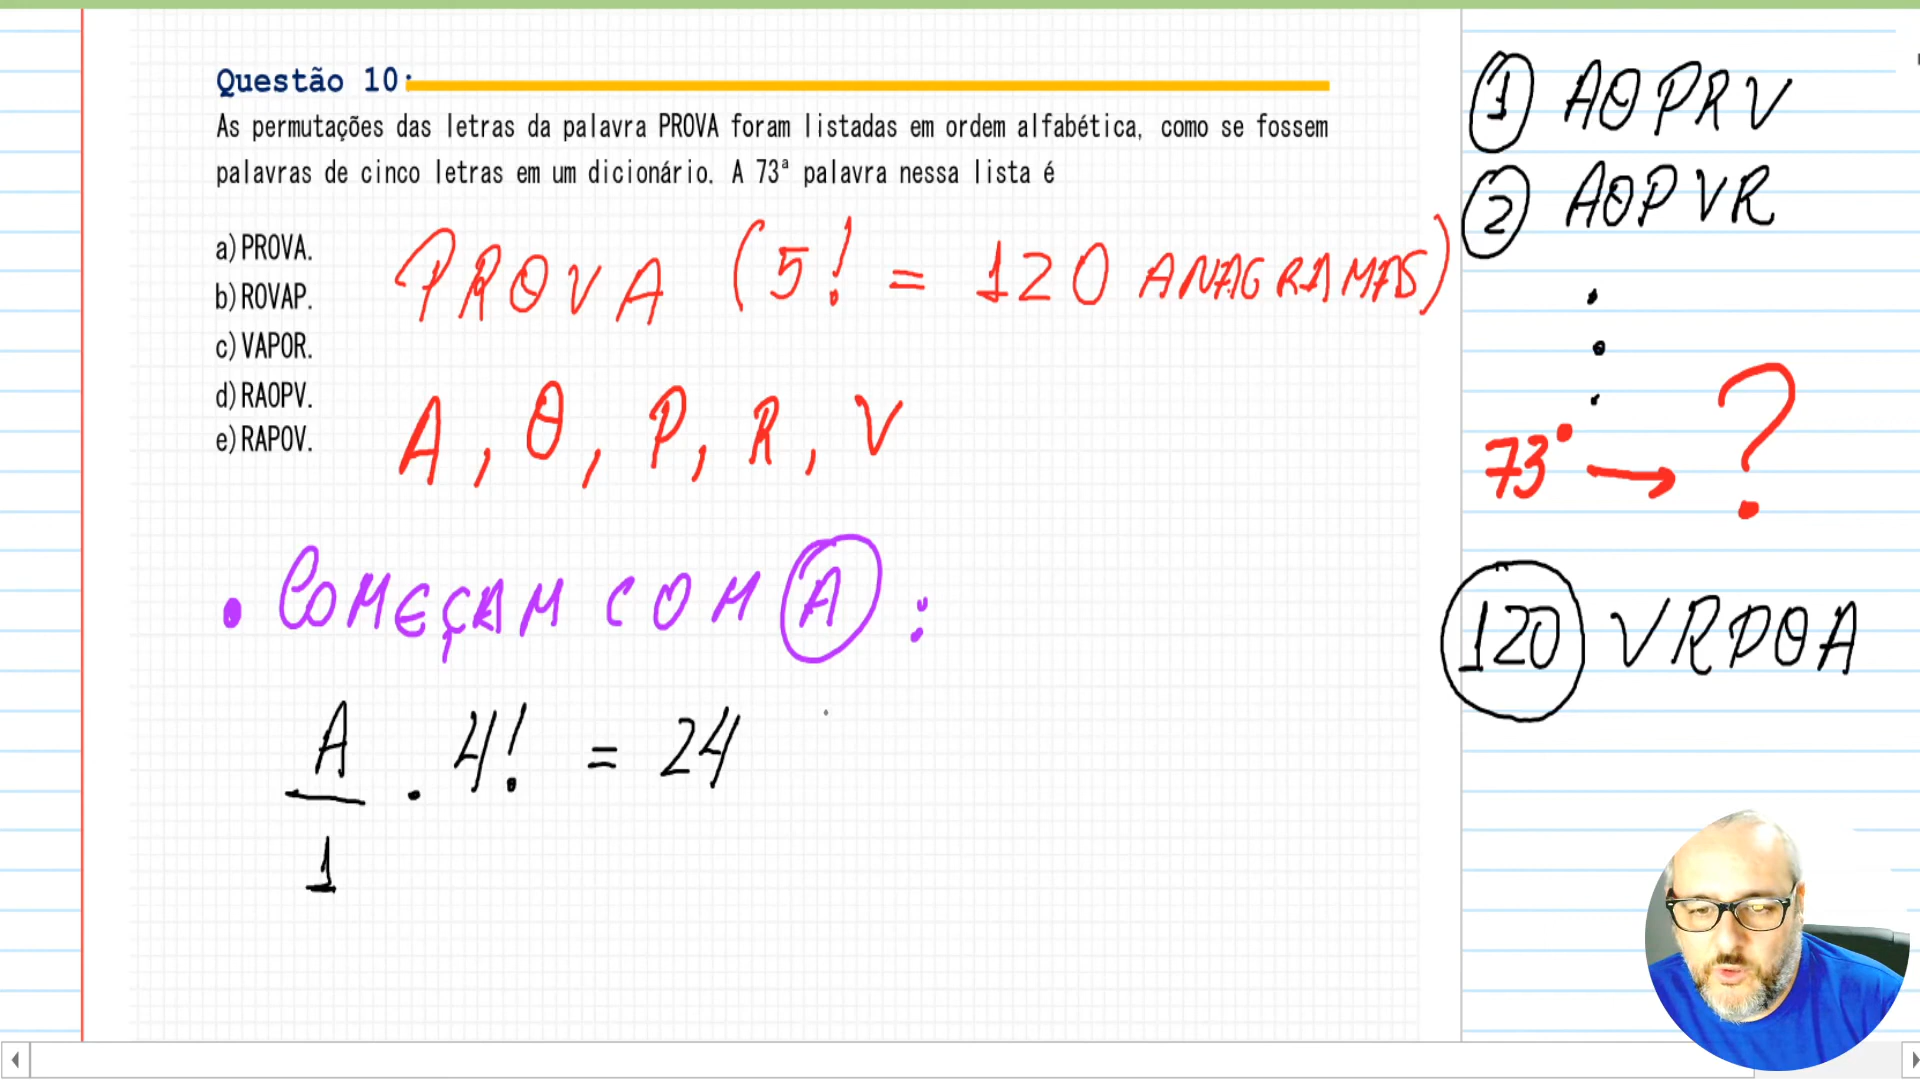 Questão 10:
As permutações das letras da palavra PROVA foram listadas em ordem alfabética, como se fossem
palavras de cinco letras em um dicionário. A 73ª palavra nessa lista é
a) PROVA.
b) ROVAP.
c) VAPOR.
d) RAOPV.
e) RAPOV.
PROVA (5! = 120 ANAGRAMAS)
A, O, P, R, V
• COMEÇAM COM A :
A . 4! = 24
1
1 AOPRV
2 AOPVR
73° → ?
120 VRPOA